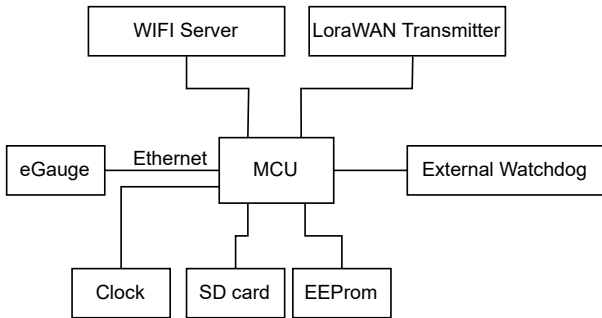 WIFI Server
LoraWAN Transmitter
Ethernet
eGauge
MCU
External Watchdog
Clock
SD card
EEProm